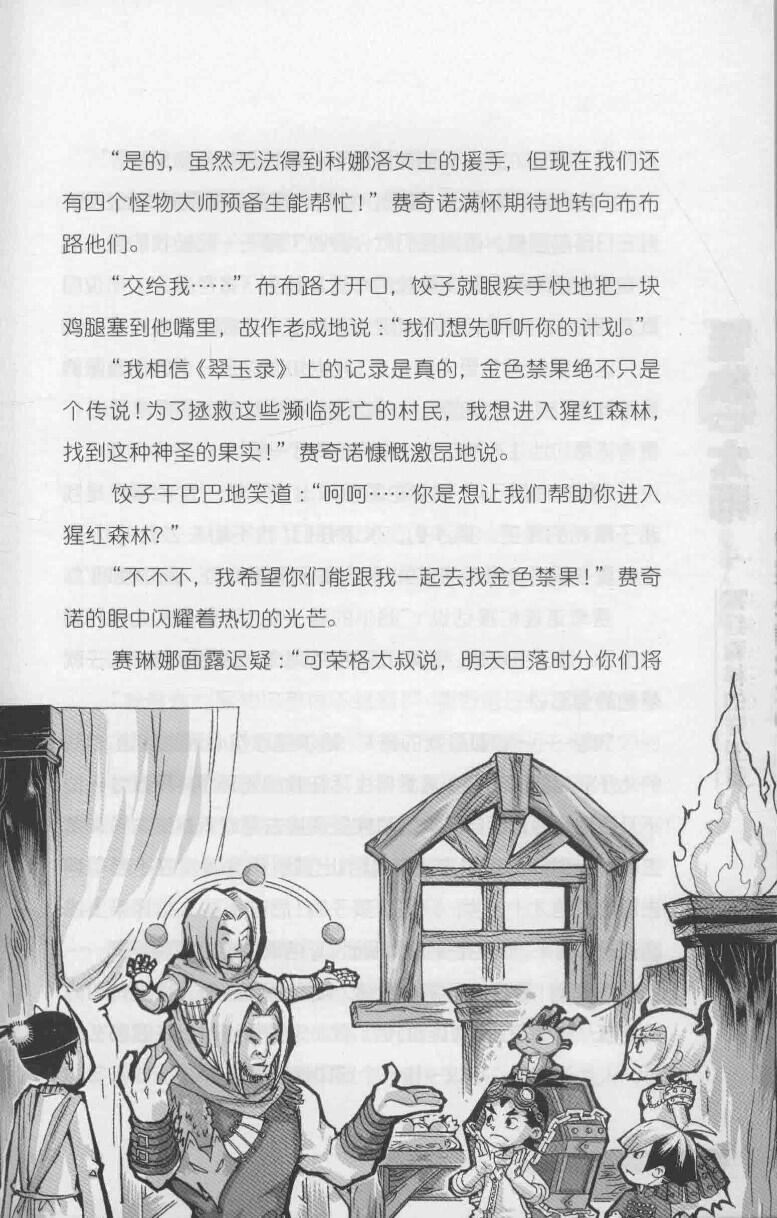 “是的，虽然无法得到科娜洛女士的援手，但现在我们还
有四个怪物大师预备生能帮忙！”费奇诺满怀期待地转向布布
路他们。
“交给我……”布布路才开口，饺子就眼疾手快地把一块
鸡腿塞到他嘴里，故作老成地说：“我们想先听听你的计划。”
“我相信《翠玉录》上的记录是真的，金色禁果绝不只是
个传说！为了拯救这些濒临死亡的村民，我想进入猩红森林，
找到这种神圣的果实！”费奇诺慷慨激昂地说。
饺子干巴巴地笑道：“呵呵……你是想让我们帮助你进入
猩红森林？”
“不不不，我希望你们能跟我一起去找金色禁果！”费奇
诺的眼中闪耀着热切的光芒。
赛琳娜面露迟疑：“可荣格大叔说，明天日落时分你们将